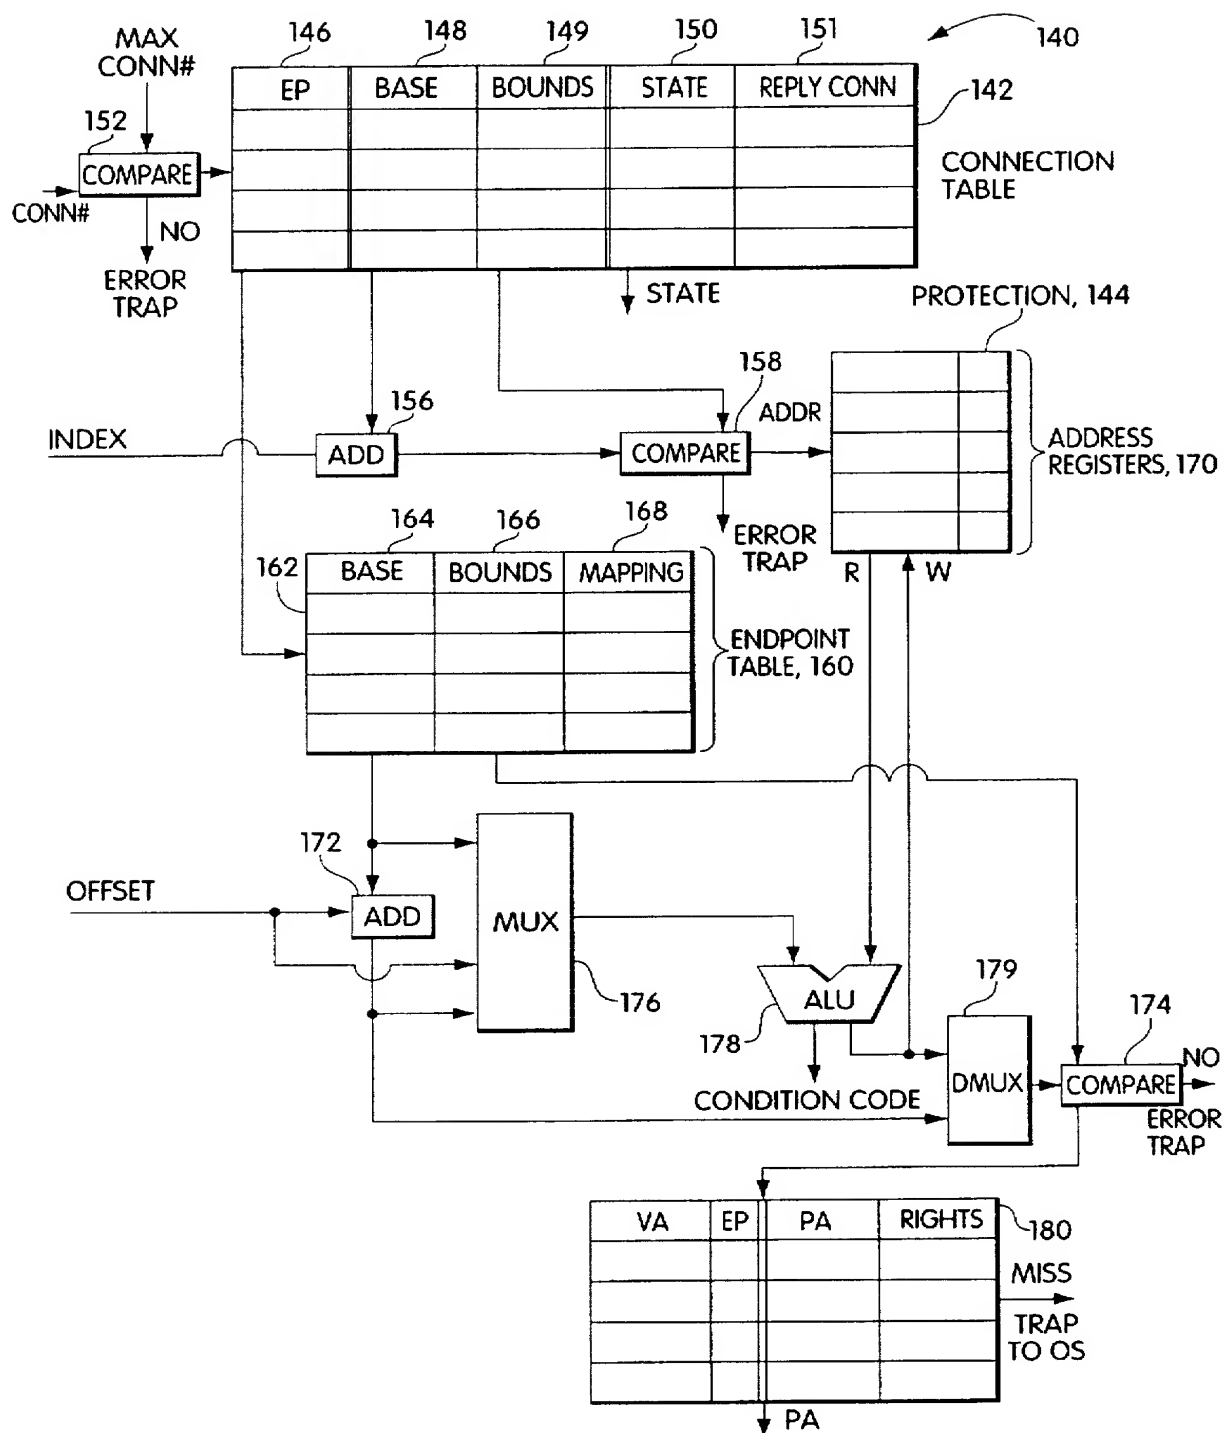 MAX
CONN#
146
148
149
150
151
140
EP
BASE
BOUNDS
STATE
REPLY CONN
142
152
COMPARE
CONN#
NO
ERROR
TRAP
CONNECTION
TABLE
STATE
PROTECTION, 144
158
ADDR
156
INDEX
ADD
COMPARE
ADDRESS
REGISTERS, 170
ERROR
TRAP
R
W
164
166
168
162
BASE
BOUNDS
MAPPING
ENDPOINT
TABLE, 160
172
OFFSET
ADD
MUX
176
ALU
178
179
174
CONDITION CODE
DMUX
COMPARE
NO
ERROR
TRAP
VA
EP
PA
RIGHTS
180
MISS
TRAP
TO OS
PA